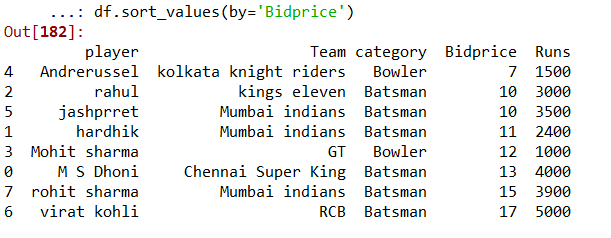 ...: df.sort_values(by='Bidprice')
Out[182]:
player Team category Bidprice Runs
4 Andrerussel kolkata knight riders Bowler 7 1500
2 rahul kings eleven Batsman 10 3000
5 jashprret Mumbai indians Batsman 10 3500
1 hardhik Mumbai indians Batsman 11 2400
3 Mohit sharma GT Bowler 12 1000
0 M S Dhoni Chennai Super King Batsman 13 4000
7 rohit sharma Mumbai indians Batsman 15 3900
6 virat kohli RCB Batsman 17 5000